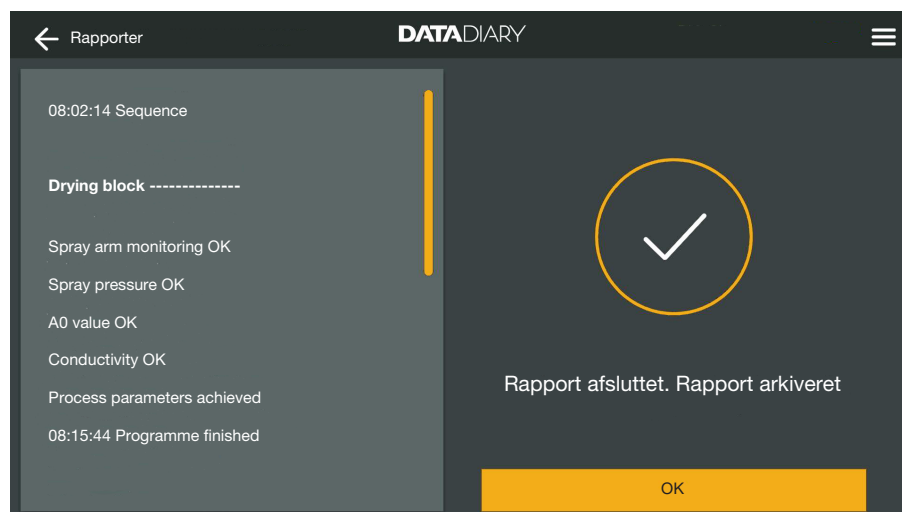 Rapporter
DATADIARY
08:02:14 Sequence
Drying block --------------
Spray arm monitoring OK
Spray pressure OK
A0 value OK
Conductivity OK
Process parameters achieved
08:15:44 Programme finished
Rapport afsluttet. Rapport arkiveret
OK